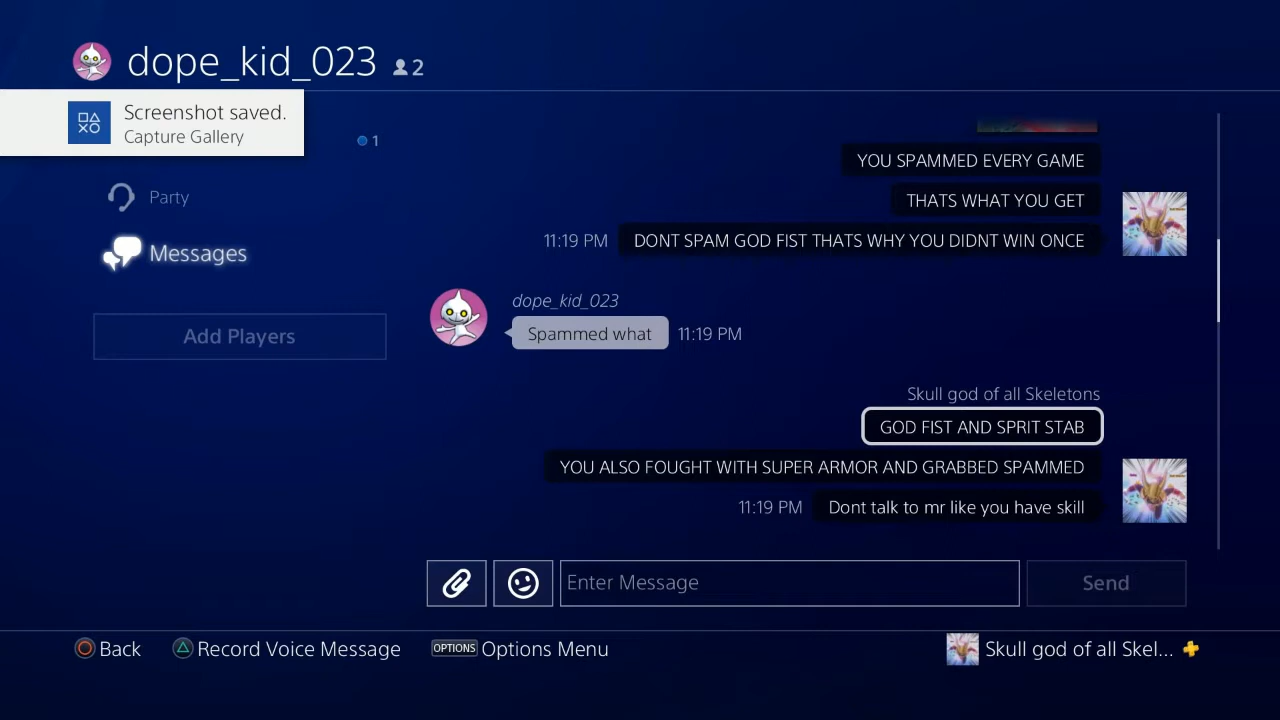 dope_kid_023 2
Screenshot saved.
Capture Gallery
1
Party
Messages
Add Players
YOU SPAMMED EVERY GAME
THATS WHAT YOU GET
11:19 PM DONT SPAM GOD FIST THATS WHY YOU DIDNT WIN ONCE
dope_kid_023
Spammed what 11:19 PM
Skull god of all Skeletons
GOD FIST AND SPRIT STAB
YOU ALSO FOUGHT WITH SUPER ARMOR AND GRABBED SPAMMED
11:19 PM Dont talk to mr like you have skill
Enter Message
Send
Back
Record Voice Message
OPTIONS Options Menu
Skull god of all Skel...